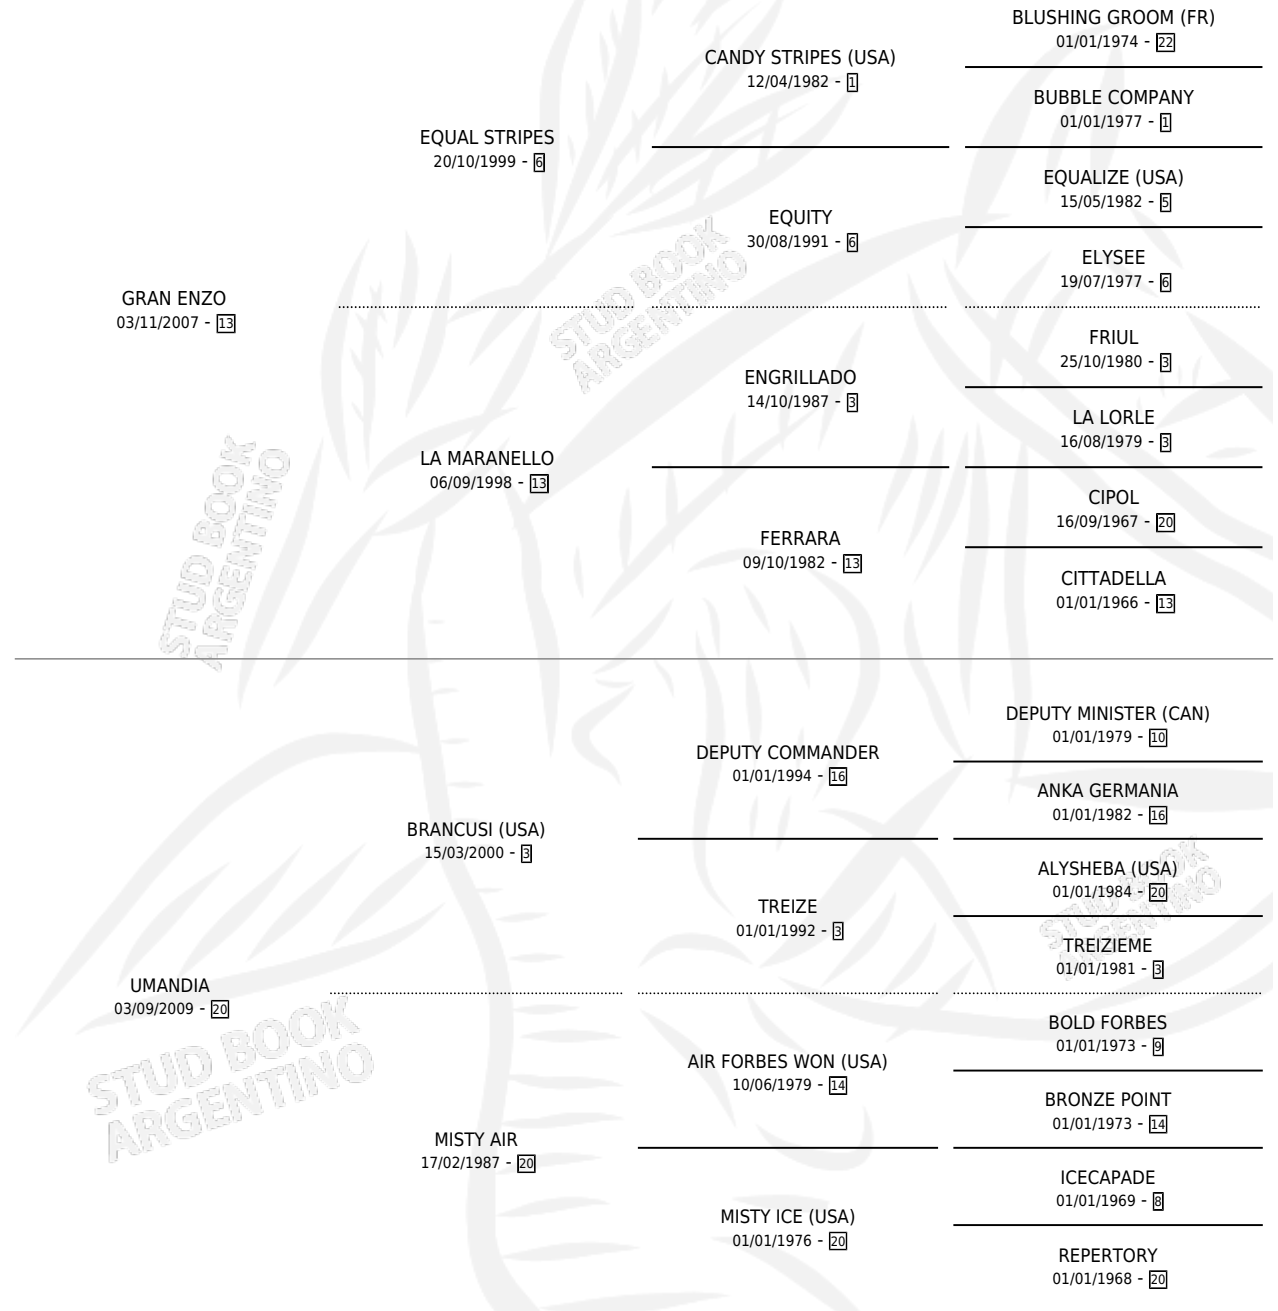 BLUSHING GROOM (FR)
01/01/1974 - 22
CANDY STRIPES (USA)
12/04/1982 - 1
BUBBLE COMPANY
01/01/1977 - 1
EQUAL STRIPES
20/10/1999 - 6
EQUALIZE (USA)
15/05/1982 - 5
EQUITY
30/08/1991 - 6
ELYSEE
19/07/1977 - 6
GRAN ENZO
03/11/2007 - 13
FRIUL
25/10/1980 - 3
ENGRILLADO
14/10/1987 - 3
LA LORLE
16/08/1979 - 3
LA MARANELLO
06/09/1998 - 13
CIPOL
16/09/1967 - 20
FERRARA
09/10/1982 - 13
CITTADELLA
01/01/1966 - 13
STUD BOOK
ARGENTINO
STUD BOOK
ARGENTINO
DEPUTY MINISTER (CAN)
01/01/1979 - 10
DEPUTY COMMANDER
01/01/1994 - 16
ANKA GERMANIA
01/01/1982 - 16
BRANCUSI (USA)
15/03/2000 - 3
ALYSHEBA (USA)
01/01/1984 - 20
TREIZE
01/01/1992 - 3
TREIZIEME
01/01/1981 - 3
UMANDIA
03/09/2009 - 20
BOLD FORBES
01/01/1973 - 9
AIR FORBES WON (USA)
10/06/1979 - 14
BRONZE POINT
01/01/1973 - 14
MISTY AIR
17/02/1987 - 20
ICECAPADE
01/01/1969 - 8
MISTY ICE (USA)
01/01/1976 - 20
REPERTORY
01/01/1968 - 20
STUD BOOK
ARGENTINO
STUD BOOK
ARGENTINO